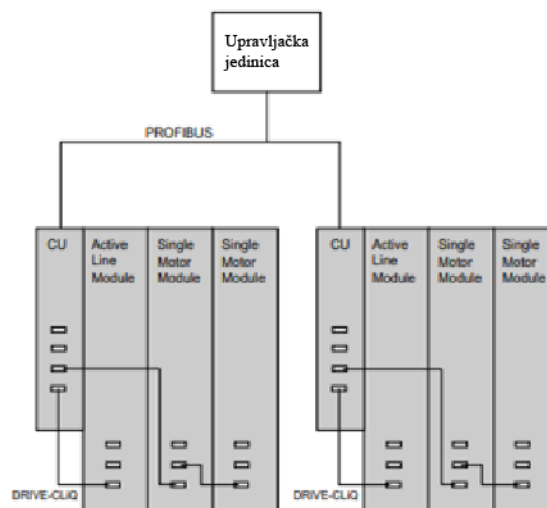 Upravljačka
jedinica
PROFIBUS
CU
Active
Line
Module
Single
Motor
Module
Single
Motor
Module
CU
Active
Line
Module
Single
Motor
Module
Single
Motor
Module
DRIVE-CLiQ
DRIVE-CLiQ